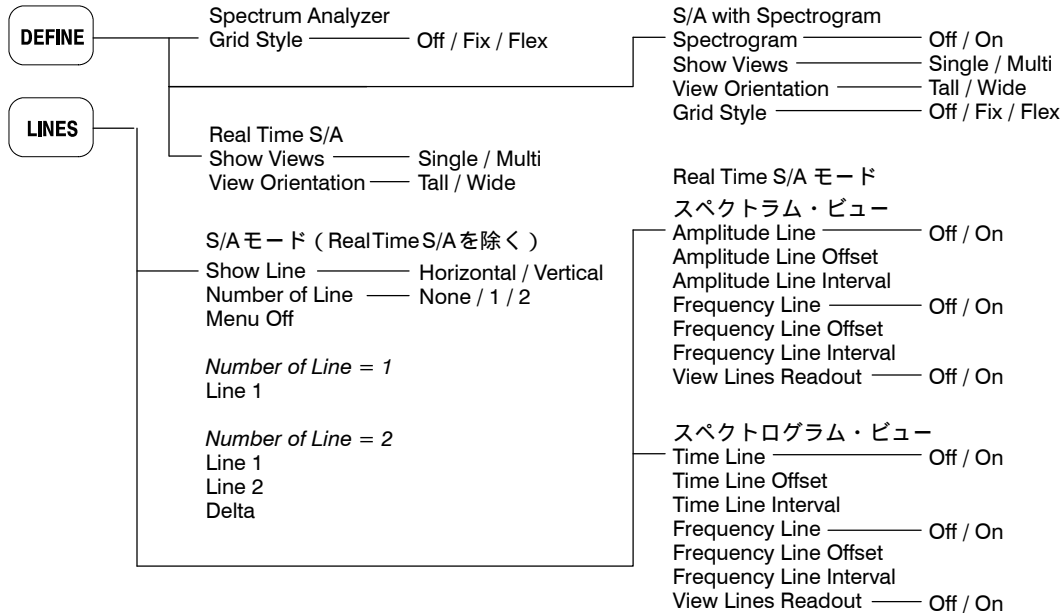 DEFINE
Spectrum Analyzer
Grid Style Off / Fix / Flex
S/A with Spectrogram
Spectrogram Off / On
Show Views Single / Multi
View Orientation Tall / Wide
Grid Style Off / Fix / Flex
Real Time S/A
Show Views Single / Multi
View Orientation Tall / Wide
LINES
S/Aモード(RealTimeS/Aを除く)
Show Line Horizontal / Vertical
Number of Line None / 1 / 2
Menu Off
Number of Line = 1
Line 1
Number of Line = 2
Line 1
Line 2
Delta
Real Time S/A モード
スペクトラム・ビュー
Amplitude Line Off / On
Amplitude Line Offset
Amplitude Line Interval
Frequency Line Off / On
Frequency Line Offset
Frequency Line Interval
View Lines Readout Off / On
スペクトログラム・ビュー
Time Line Off / On
Time Line Offset
Time Line Interval
Frequency Line Off / On
Frequency Line Offset
Frequency Line Interval
View Lines Readout Off / On